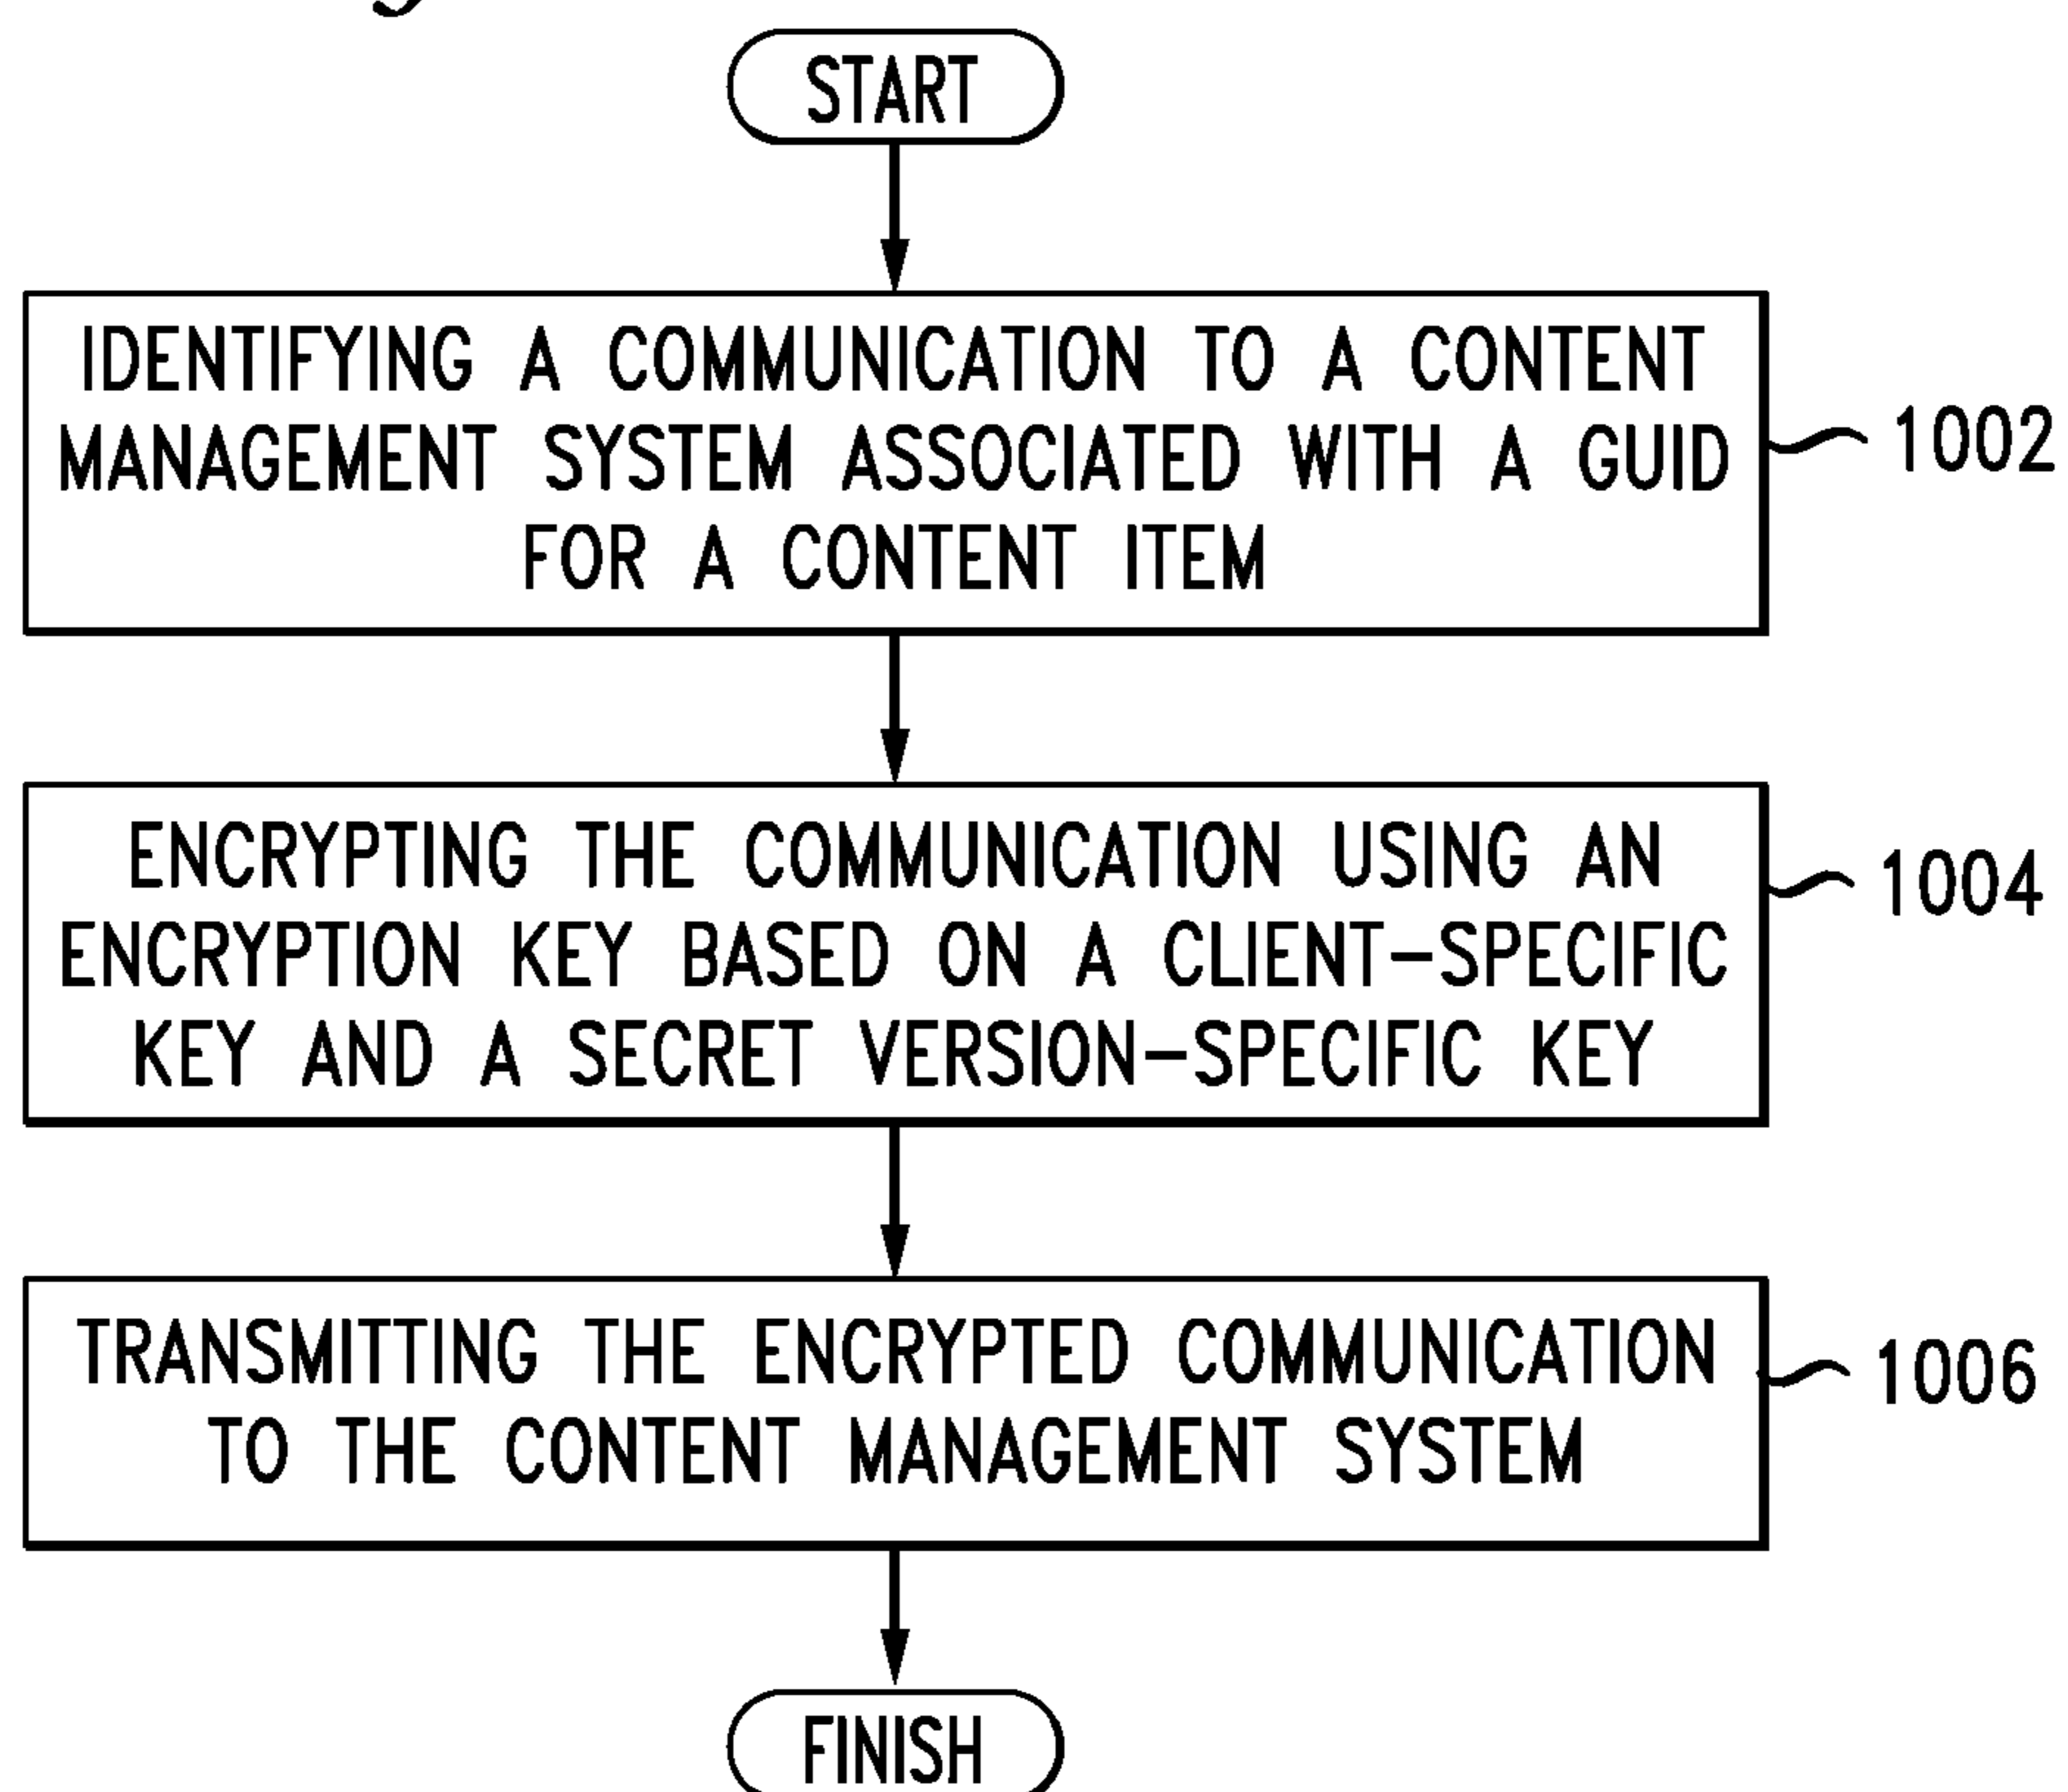 START
IDENTIFYING A COMMUNICATION TO A CONTENT
MANAGEMENT SYSTEM ASSOCIATED WITH A GUID
FOR A CONTENT ITEM
1002
ENCRYPTING THE COMMUNICATION USING AN
ENCRYPTION KEY BASED ON A CLIENT-SPECIFIC
KEY AND A SECRET VERSION-SPECIFIC KEY
1004
TRANSMITTING THE ENCRYPTED COMMUNICATION
TO THE CONTENT MANAGEMENT SYSTEM
1006
FINISH